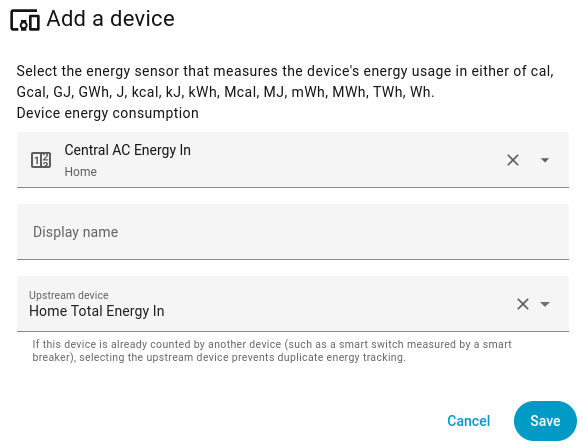 Add a device
Select the energy sensor that measures the device's energy usage in either of cal,
Gcal, GJ, GWh, J, kcal, kJ, kWh, Mcal, MJ, mWh, MWh, TWh, Wh.
Device energy consumption
Central AC Energy In
Home
Display name
Upstream device
Home Total Energy In
If this device is already counted by another device (such as a smart switch measured by a smart
breaker), selecting the upstream device prevents duplicate energy tracking.
Cancel
Save